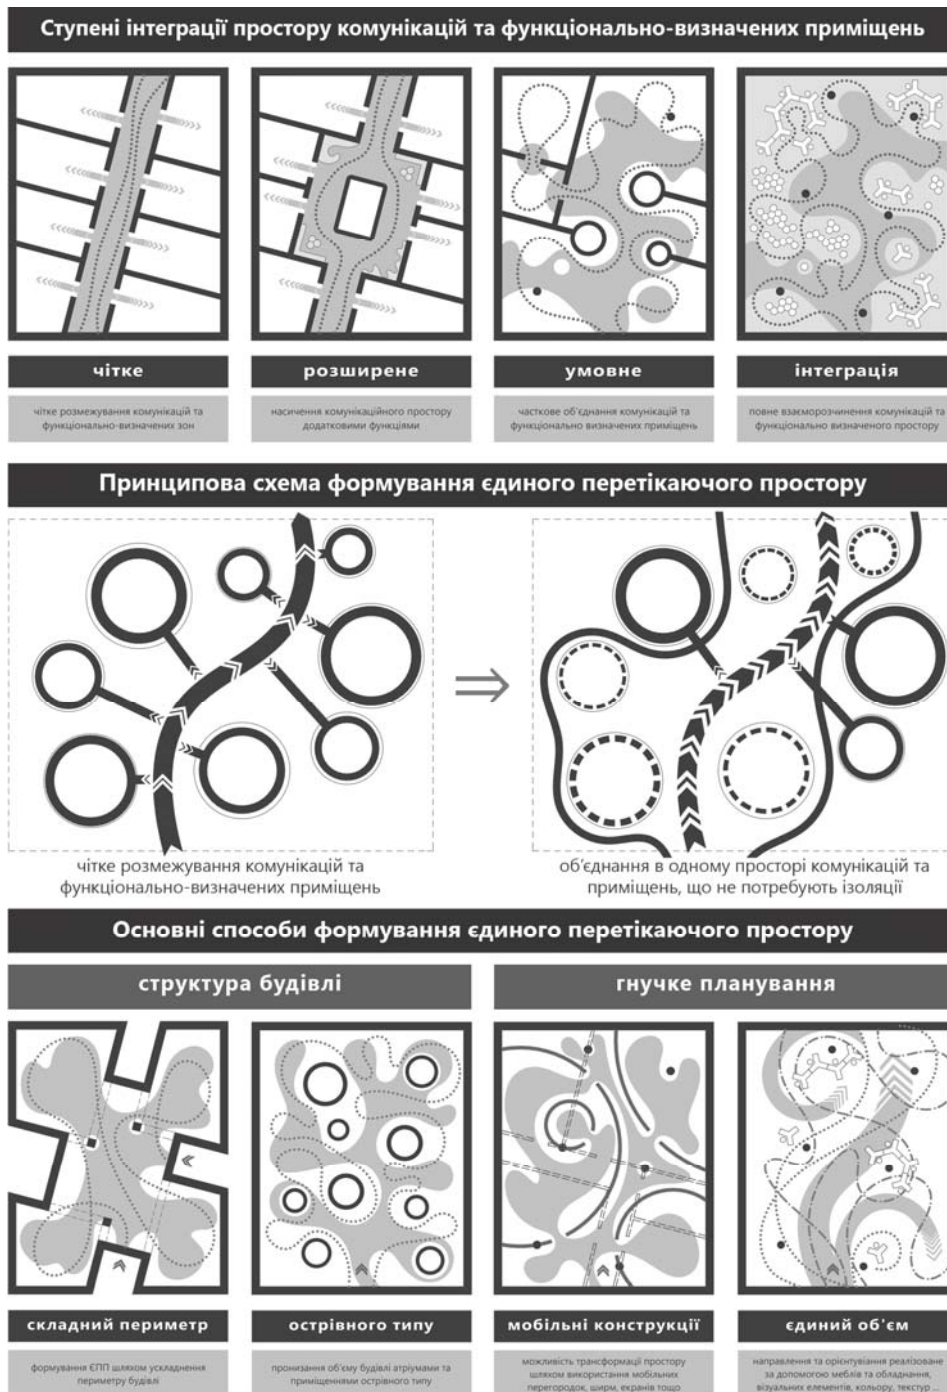 Ступені інтеграції простору комунікацій та функціонально-визначених приміщень
чітке
розширене
умовне
інтеграція
чітке розмежування комунікацій та
функціонально-визначених зон
насичення комунікаційного простору
додатковими функціями
часткове об'єднання комунікацій та
функціонально визначених приміщень
повне взаєморозчинення комунікацій та
функціонально визначеного простору
Принципова схема формування єдиного перетікаючого простору
чітке розмежування комунікацій та
функціонально-визначених приміщень
об'єднання в одному просторі комунікацій та
приміщень, що не потребують ізоляції
Основні способи формування єдиного перетікаючого простору
структура будівлі
гнучке планування
складний периметр
острівного типу
мобільні конструкції
єдиний об'єм
формування ЄПП шляхом ускладнення
периметру будівлі
пронизання об'єму будівлі атріумами та
приміщеннями острівного типу
можливість трансформації простору
шляхом використання мобільних
перегородок, ширм, екранів тощо
направлення та орієнтування реалізоване
за допомогою меблів та обладнання,
візуальних елементів, кольору, текстур ...